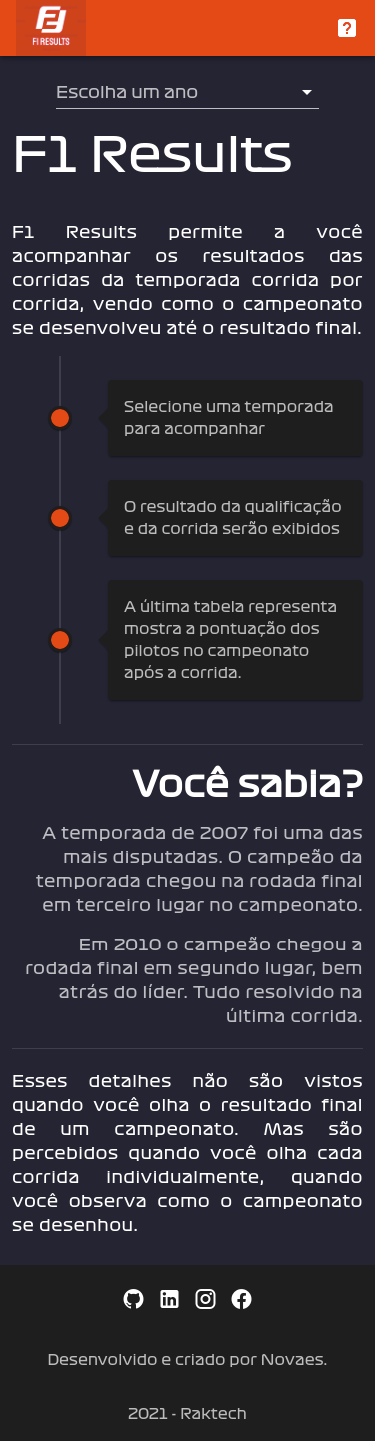 F1 RESULTS
Escolha um ano
F1 Results
F1 Results permite a você
acompanhar os resultados das
corridas da temporada corrida por
corrida, vendo como o campeonato
se desenvolveu até o resultado final.
Selecione uma temporada
para acompanhar
O resultado da qualificação
e da corrida serão exibidos
A última tabela representa
mostra a pontuação dos
pilotos no campeonato
após a corrida.
Você sabia?
A temporada de 2007 foi uma das
mais disputadas. O campeão da
temporada chegou na rodada final
em terceiro lugar no campeonato.
Em 2010 o campeão chegou a
rodada final em segundo lugar, bem
atrás do líder. Tudo resolvido na
última corrida.
Esses detalhes não são vistos
quando você olha o resultado final
de um campeonato. Mas são
percebidos quando você olha cada
corrida individualmente, quando
você observa como o campeonato
se desenhou.
Desenvolvido e criado por Novaes.
2021 - Raktech